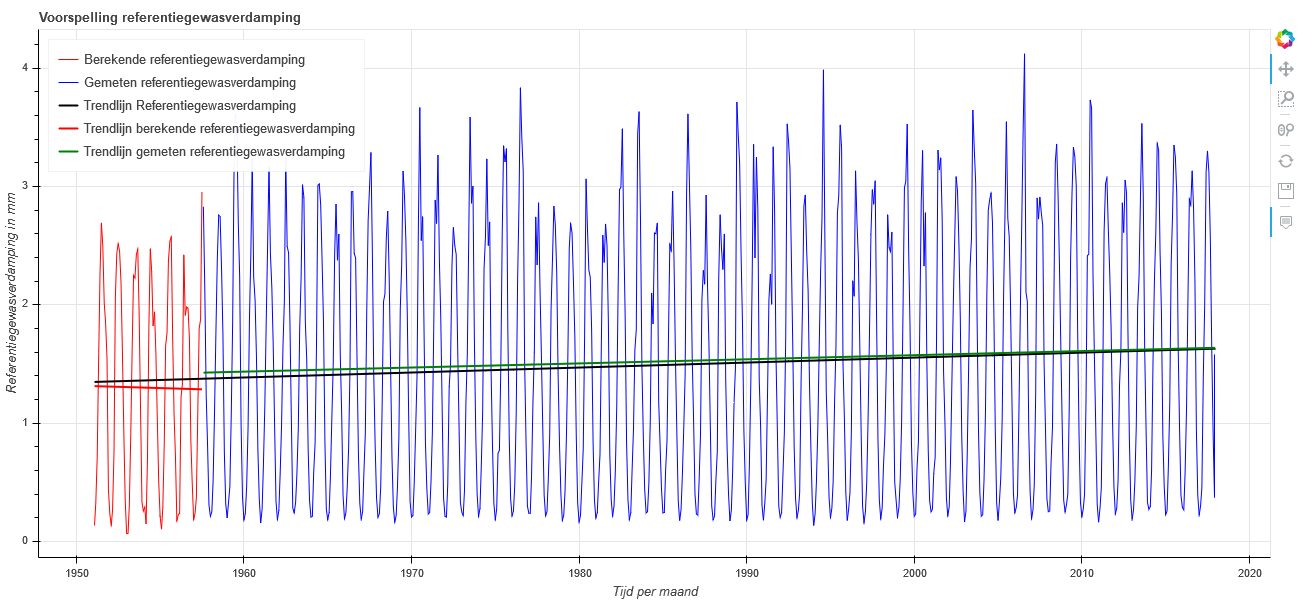 Voorspelling referentiegewasverdamping
Berekende referentiegewasverdamping
Gemeten referentiegewasverdamping
Trendlijn Referentiegewasverdamping
Trendlijn berekende referentiegewasverdamping
Trendlijn gemeten referentiegewasverdamping
Referentiegewasverdamping in mm
4
3
2
1
0
1950
1960
1970
1980
1990
2000
2010
2020
Tijd per maand